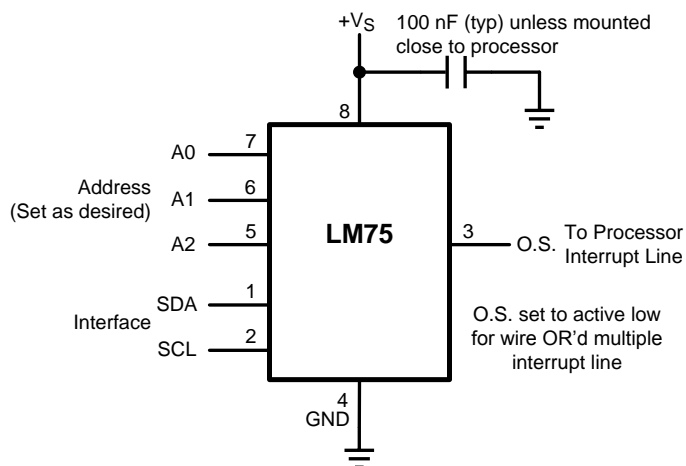 +VS
100 nF (typ) unless mounted
close to processor
8
A0
7
Address
(Set as desired)
A1
6
A2
5
LM75
3
O.S.
To Processor
Interrupt Line
SDA
1
Interface
SCL
2
O.S. set to active low
for wire OR'd multiple
interrupt line
4
GND